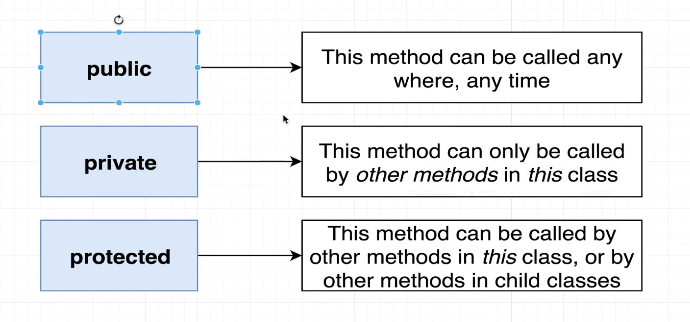 public
This method can be called any
where, any time
private
This method can only be called
by other methods in this class
protected
This method can be called by
other methods in this class, or by
other methods in child classes